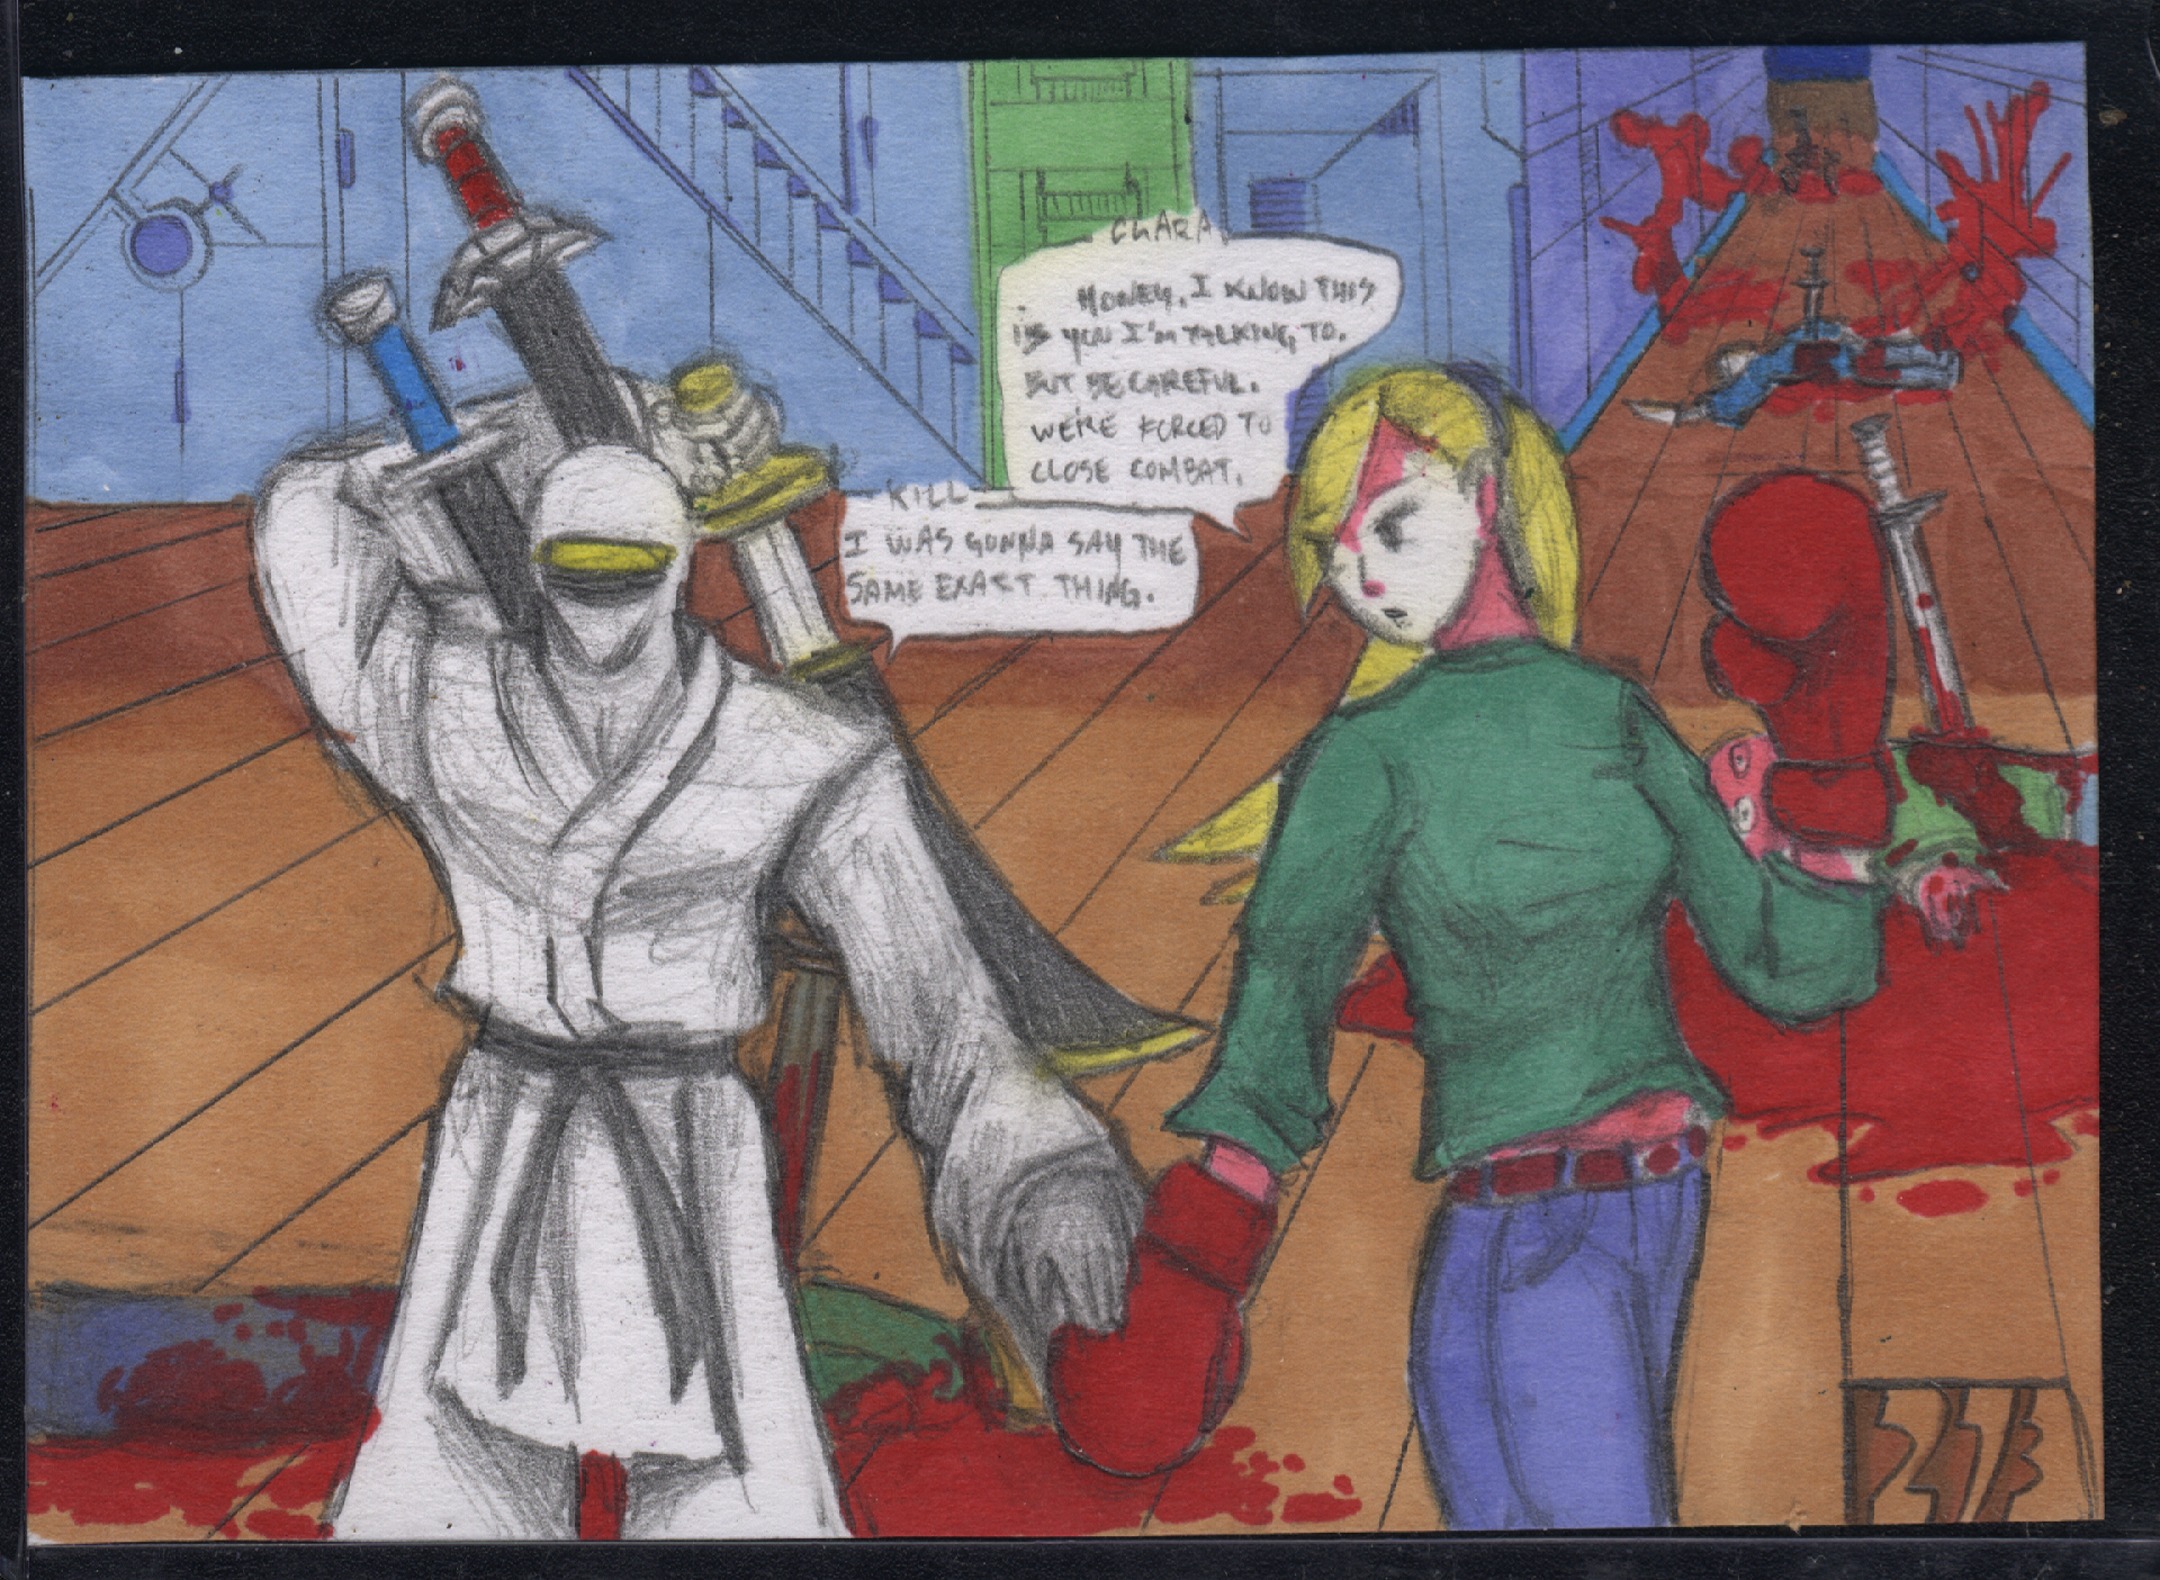 CLARA
HONEY, I KNOW THIS
IS YOU I'M TALKING TO.
BUT BE CAREFUL.
WE'RE FORCED TO
CLOSE COMBAT.
KILL
I WAS GONNA SAY THE
SAME EXACT THING.